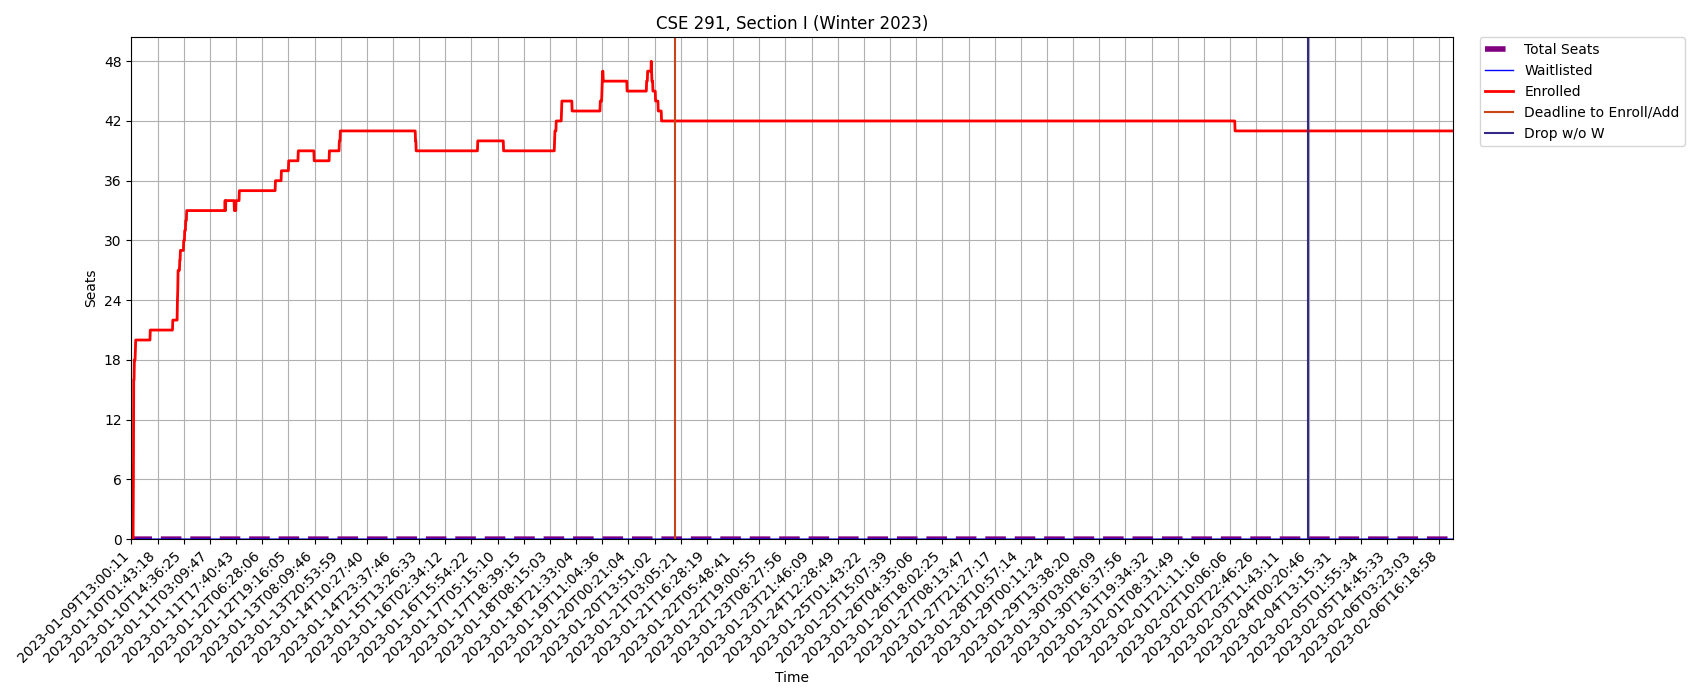 CSE 291, Section I (Winter 2023)
Total Seats
Waitlisted
Enrolled
Deadline to Enroll/Add
Drop w/o W
Seats
48
42
36
30
24
18
12
6
0
2023-01-09T13:00:11
2023-01-10T01:43:18
2023-01-10T14:36:25
2023-01-11T03:09:47
2023-01-11T17:40:43
2023-01-12T06:28:06
2023-01-12T19:16:05
2023-01-13T08:09:46
2023-01-13T20:53:59
2023-01-14T10:27:40
2023-01-14T23:37:46
2023-01-15T13:26:33
2023-01-16T02:34:12
2023-01-16T15:54:22
2023-01-17T05:15:10
2023-01-17T18:39:15
2023-01-18T08:15:03
2023-01-18T21:33:04
2023-01-19T11:04:36
2023-01-20T00:21:04
2023-01-20T13:51:02
2023-01-21T03:05:21
2023-01-21T16:28:19
2023-01-22T05:48:41
2023-01-22T19:00:55
2023-01-23T08:27:56
2023-01-23T21:46:09
2023-01-24T12:28:49
2023-01-25T01:43:22
2023-01-25T15:07:39
2023-01-26T04:35:06
2023-01-26T18:02:25
2023-01-27T08:13:47
2023-01-27T21:27:17
2023-01-28T10:57:14
2023-01-29T00:11:24
2023-01-29T13:38:20
2023-01-30T03:08:09
2023-01-30T16:37:56
2023-01-31T19:34:32
2023-02-01T08:31:49
2023-02-01T21:11:16
2023-02-02T10:06:06
2023-02-02T22:46:26
2023-02-03T11:43:11
2023-02-04T00:20:46
2023-02-04T13:15:31
2023-02-05T01:55:34
2023-02-05T14:45:33
2023-02-06T03:23:03
2023-02-06T16:18:58
Time